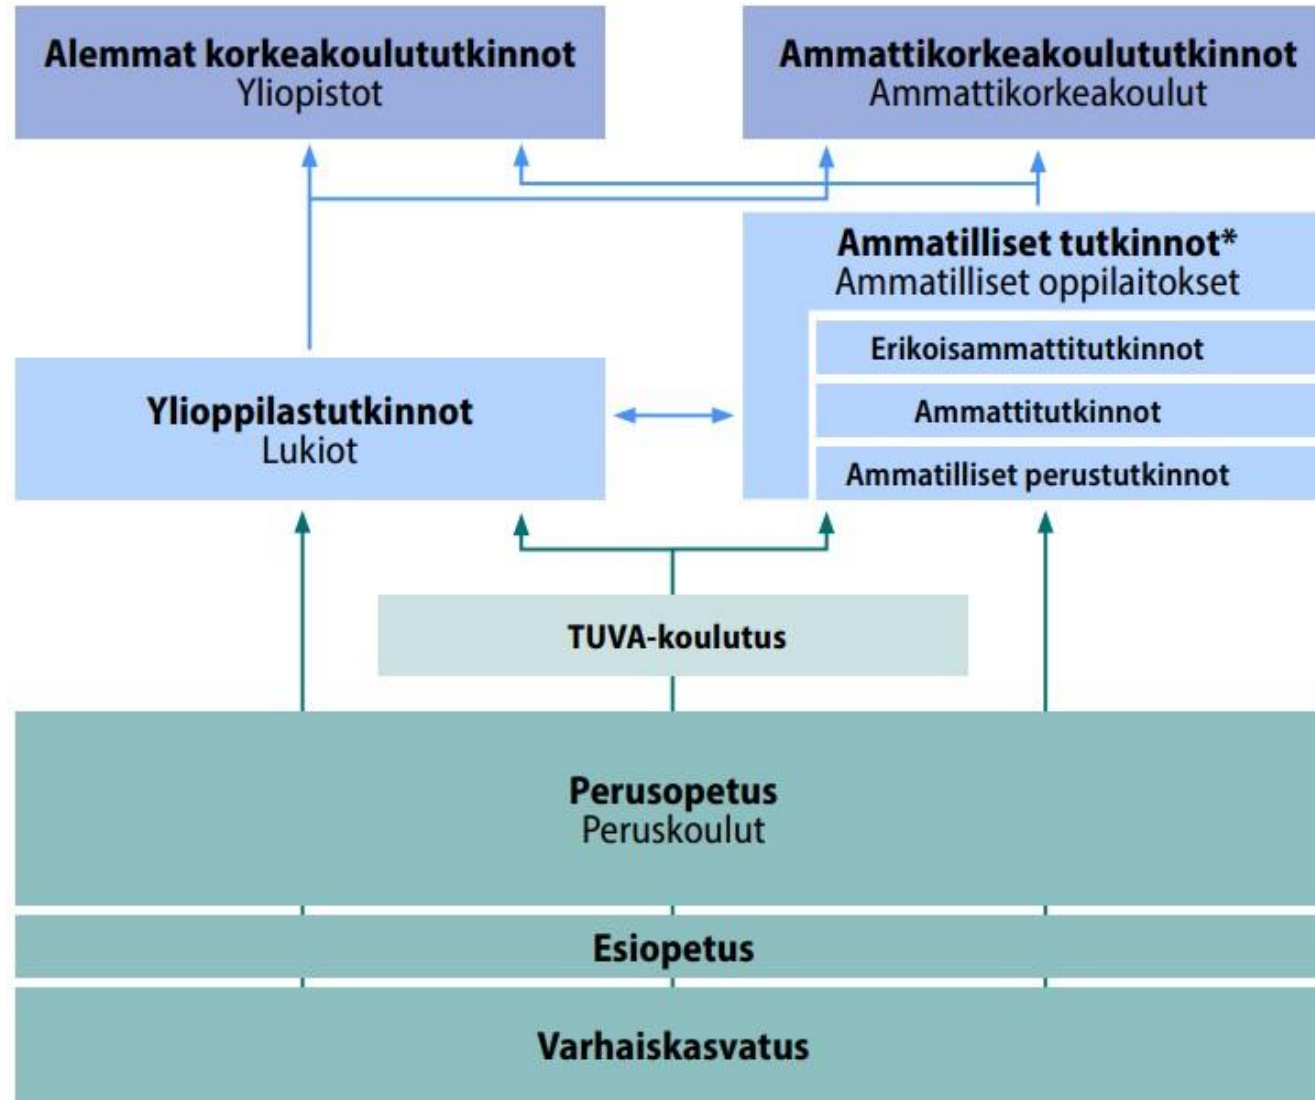 Alemmat korkeakoulututkinnot
Yliopistot
Ammattikorkeakoulututkinnot
Ammattikorkeakoulut
Ammatilliset tutkinnot*
Ammatilliset oppilaitokset
Erikoisammattitutkinnot
Ammattitutkinnot
Ammatilliset perustutkinnot
Ylioppilastutkinnot
Lukiot
TUVA-koulutus
Perusopetus
Peruskoulut
Esiopetus
Varhaiskasvatus